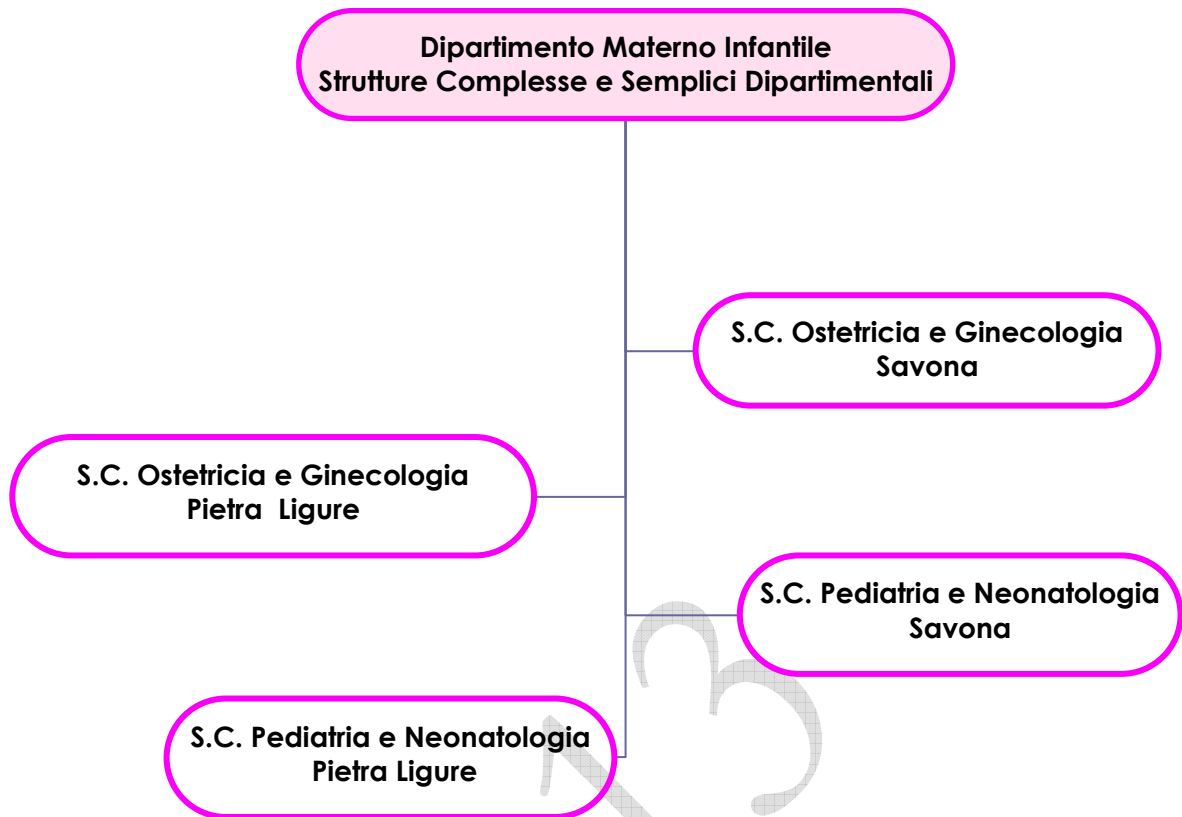 Dipartimento Materno Infantile
Strutture Complesse e Semplici Dipartimentali
S.C. Ostetricia e Ginecologia
Savona
S.C. Ostetricia e Ginecologia
Pietra Ligure
S.C. Pediatria e Neonatologia
Savona
S.C. Pediatria e Neonatologia
Pietra Ligure